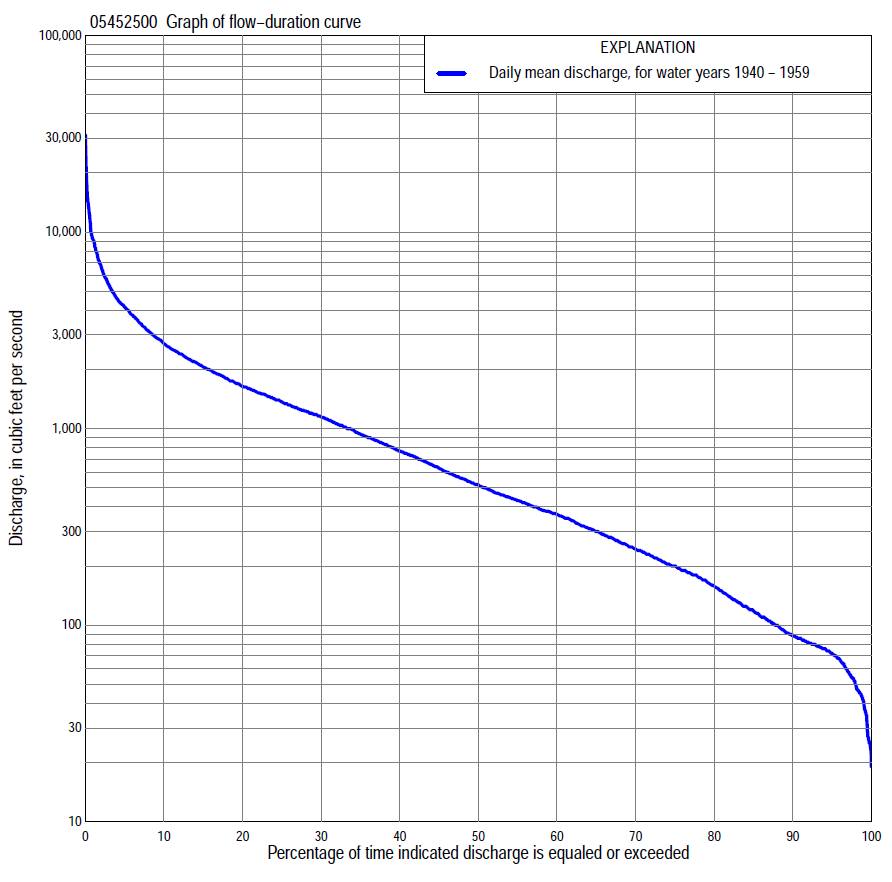 05452500 Graph of flow−duration curve
EXPLANATION
Daily mean discharge, for water years 1940 − 1959
Discharge, in cubic feet per second
100,000
30,000
10,000
3,000
1,000
300
100
30
10
0 10 20 30 40 50 60 70 80 90 100
Percentage of time indicated discharge is equaled or exceeded